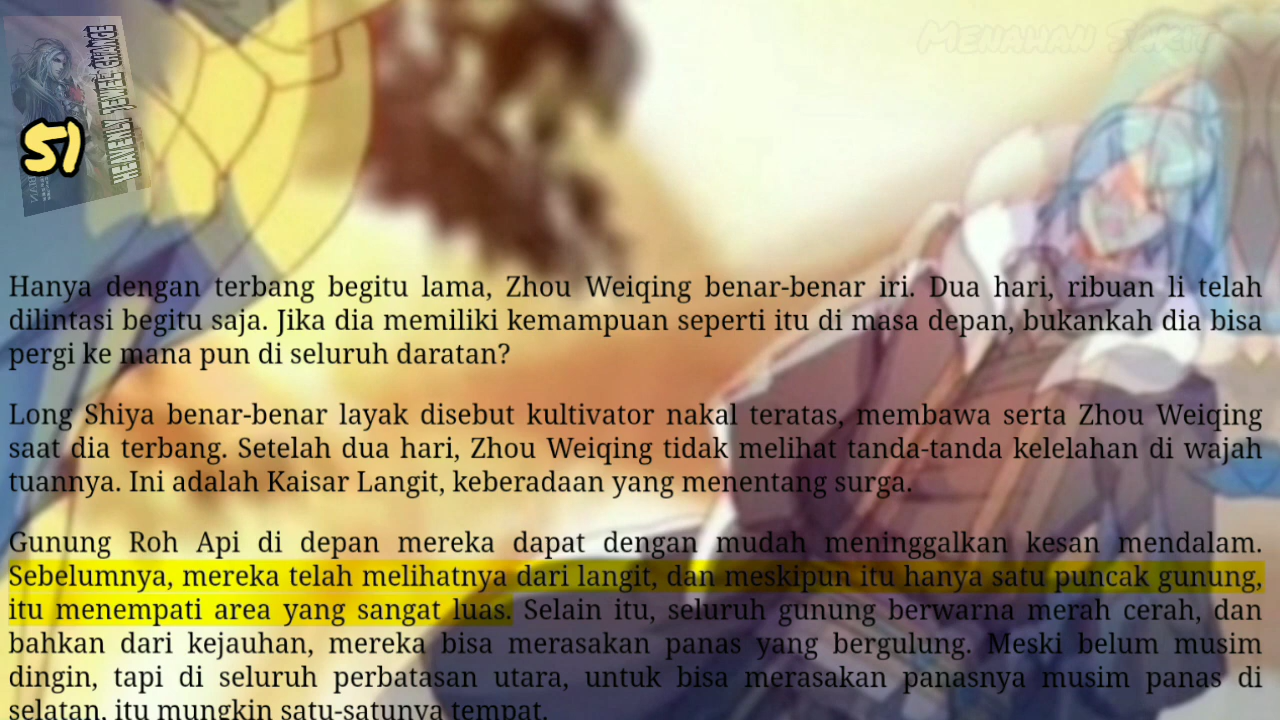 Menahan Sakit
HEAVENLY JEWEL CHANGE
51
Hanya dengan terbang begitu lama, Zhou Weiqing benar-benar iri. Dua hari, ribuan li telah
dilintasi begitu saja. Jika dia memiliki kemampuan seperti itu di masa depan, bukankah dia bisa
pergi ke mana pun di seluruh daratan?
Long Shiya benar-benar layak disebut kultivator nakal teratas, membawa serta Zhou Weiqing
saat dia terbang. Setelah dua hari, Zhou Weiqing tidak melihat tanda-tanda kelelahan di wajah
tuannya. Ini adalah Kaisar Langit, keberadaan yang menentang surga.
Gunung Roh Api di depan mereka dapat dengan mudah meninggalkan kesan mendalam.
Sebelumnya, mereka telah melihatnya dari langit, dan meskipun itu hanya satu puncak gunung,
itu menempati area yang sangat luas. Selain itu, seluruh gunung berwarna merah cerah, dan
bahkan dari kejauhan, mereka bisa merasakan panas yang bergulung. Meski belum musim
dingin, tapi di seluruh perbatasan utara, untuk bisa merasakan panasnya musim panas di
selatan, itu mungkin satu-satunya tempat.